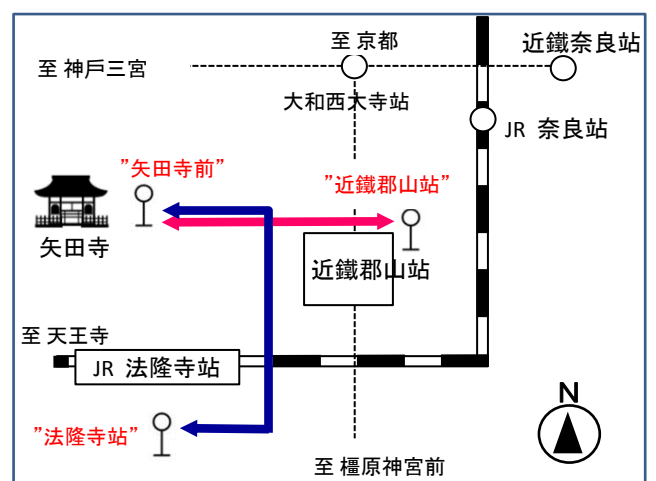 至 京都
近鐵奈良站
至 神戶三宮
大和西大寺站
JR 奈良站
”矢田寺前”
”近鐵郡山站”
矢田寺
近鐵郡山站
至 天王寺
JR 法隆寺站
”法隆寺站”
至 橿原神宮前
N